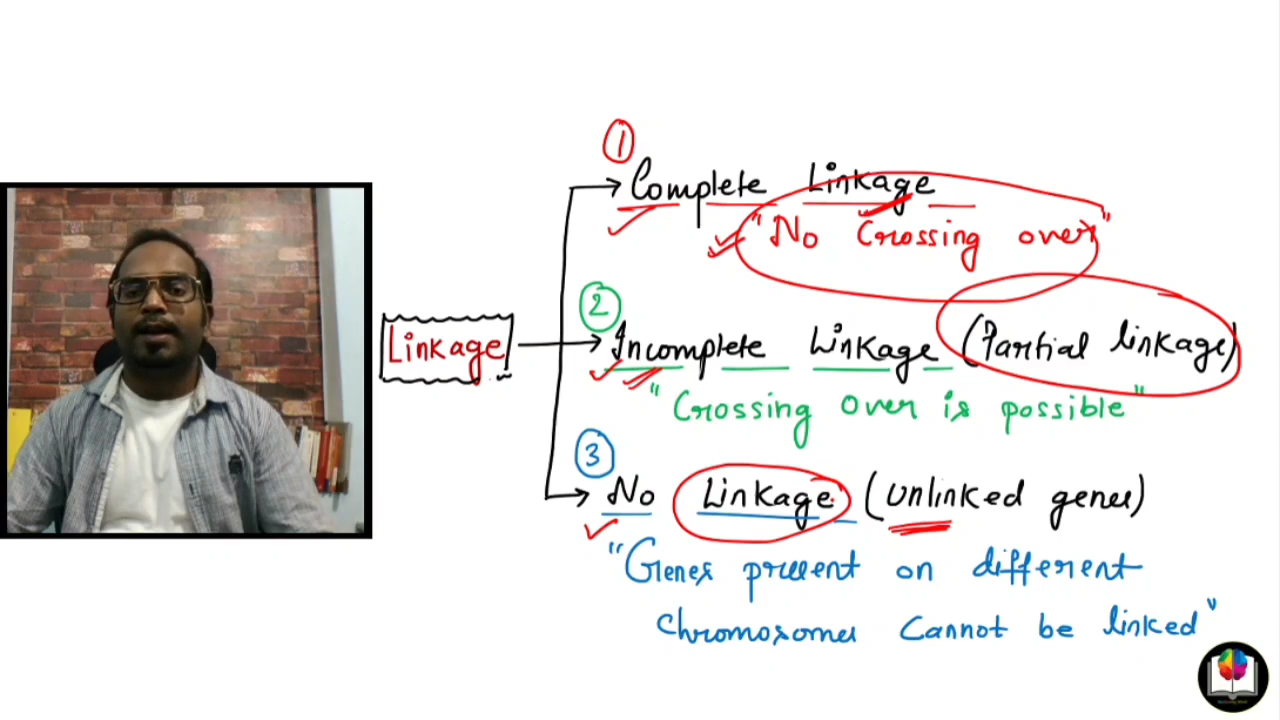 1
Complete Linkage
"No Crossing over"
2
Linkage
Incomplete Linkage (Partial linkage)
"Crossing Over is possible"
3
No Linkage (Unlinked genes)
"Genes present on different
chromosomes cannot be linked"